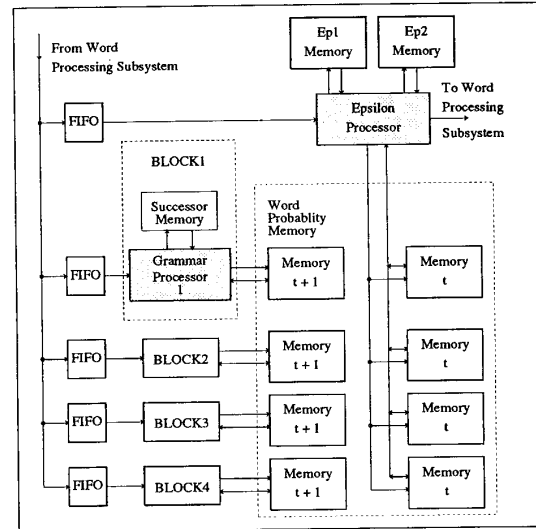 From Word
Processing Subsystem
Ep1
Memory
Ep2
Memory
FIFO
Epsilon
Processor
To Word
Processing
Subsystem
BLOCK1
Successor
Memory
Word
Probablity
Memory
FIFO
Grammar
Processor
1
Memory
t + 1
Memory
t
FIFO
BLOCK2
Memory
t + 1
Memory
t
FIFO
BLOCK3
Memory
t + 1
Memory
t
FIFO
BLOCK4
Memory
t + 1
Memory
t